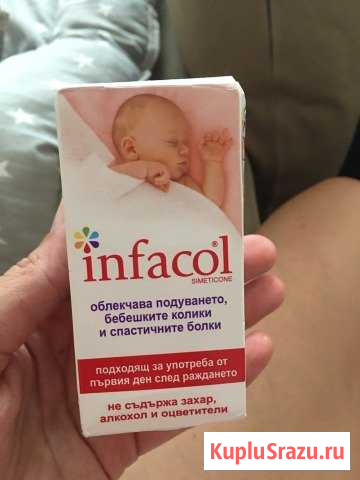 infacol®
SIMETICONE
облекчава подуването,
бебешките колики
и спастичните болки
подходящ за употреба от
първия ден след раждането
не съдържа захар,
алкохол и оцветители
KupluSrazu.ru